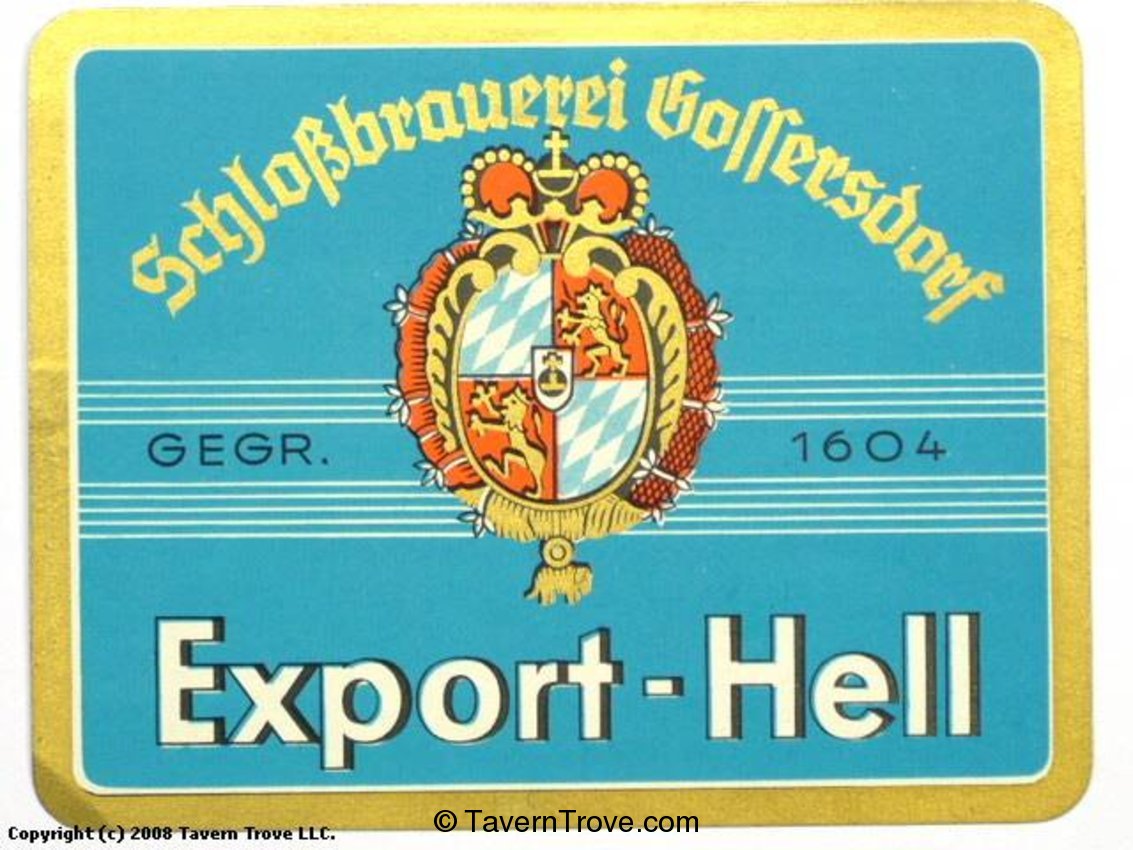 Schloßbrauerei Gossersdorf
GEGR. 1604
Export-Hell
© TavernTrove.com
Copyright (c) 2008 Tavern Trove LLC.